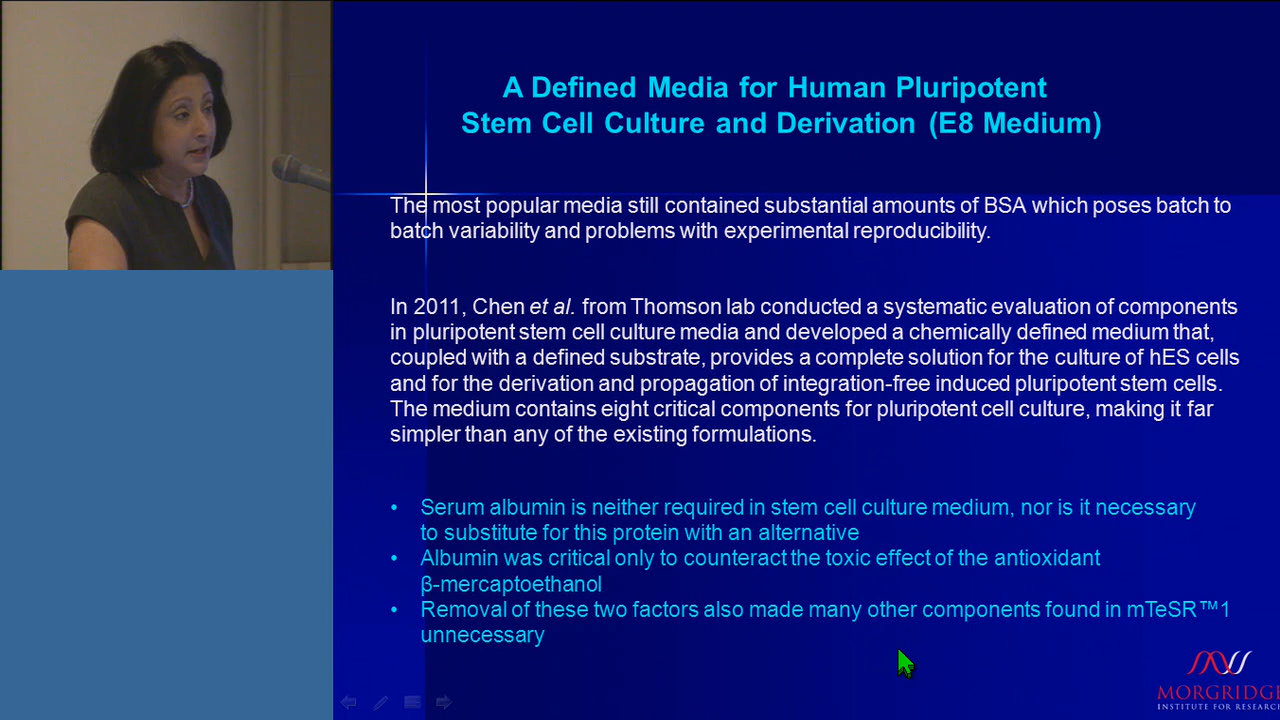 A Defined Media for Human Pluripotent
Stem Cell Culture and Derivation (E8 Medium)
The most popular media still contained substantial amounts of BSA which poses batch to
batch variability and problems with experimental reproducibility.
In 2011, Chen et al. from Thomson lab conducted a systematic evaluation of components
in pluripotent stem cell culture media and developed a chemically defined medium that,
coupled with a defined substrate, provides a complete solution for the culture of hES cells
and for the derivation and propagation of integration-free induced pluripotent stem cells.
The medium contains eight critical components for pluripotent cell culture, making it far
simpler than any of the existing formulations.
• Serum albumin is neither required in stem cell culture medium, nor is it necessary
to substitute for this protein with an alternative
• Albumin was critical only to counteract the toxic effect of the antioxidant
β-mercaptoethanol
• Removal of these two factors also made many other components found in mTeSR™1
unnecessary
MORGRIDGE
INSTITUTE FOR RESEARCH